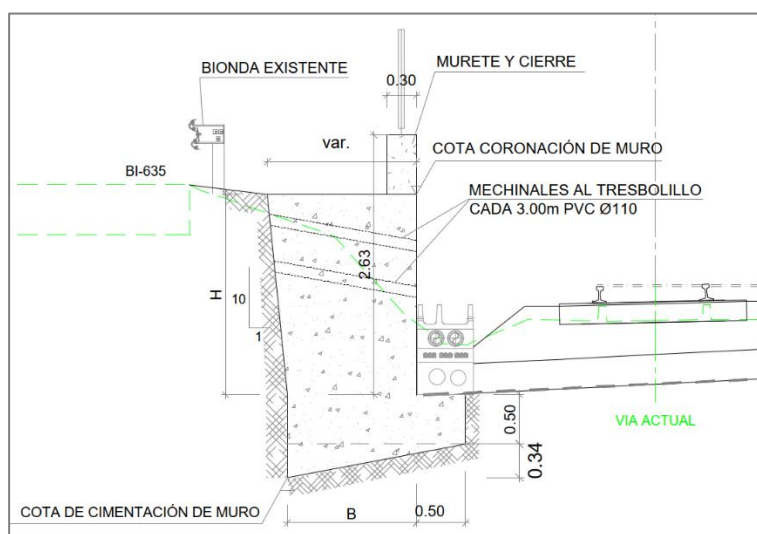 BIONDA EXISTENTE
MURETE Y CIERRE
0.30
var.
COTA CORONACIÓN DE MURO
BI-635
MECHINALES AL TRESBOLILLO
CADA 3.00m PVC Ø110
2.63
H
10
1
0.50
VIA ACTUAL
0.34
COTA DE CIMENTACIÓN DE MURO
B
0.50